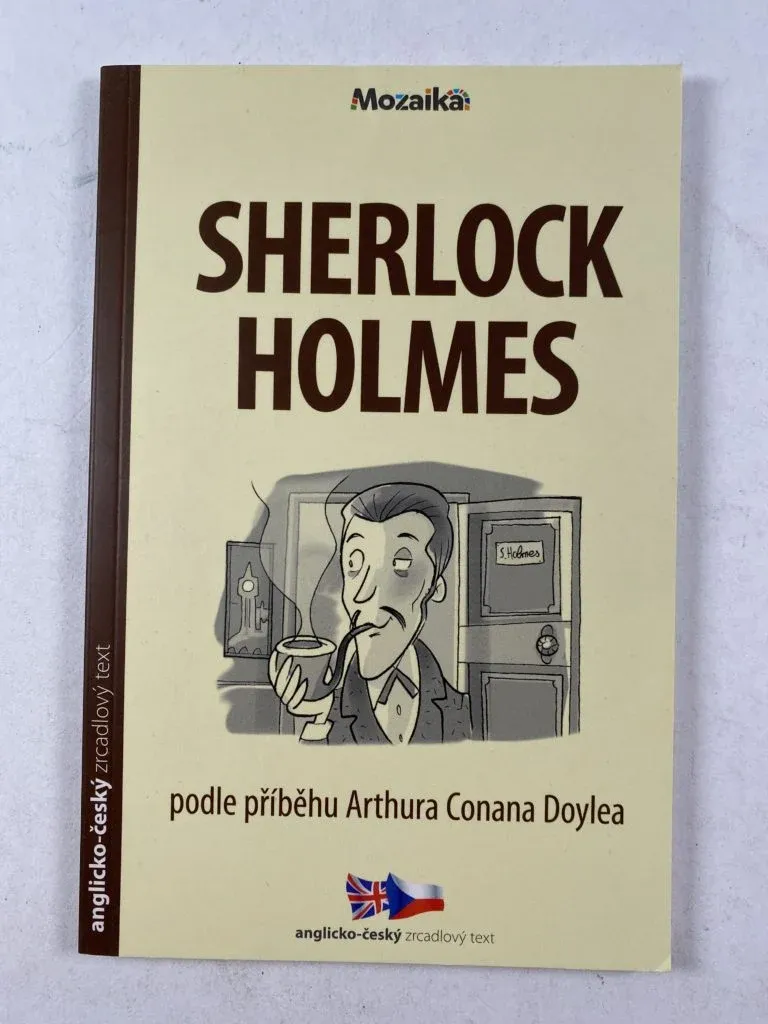 Mozaika
SHERLOCK
HOLMES
S. Holmes
podle příběhu Arthura Conana Doylea
anglicko-český zrcadlový text
anglicko-český zrcadlový text